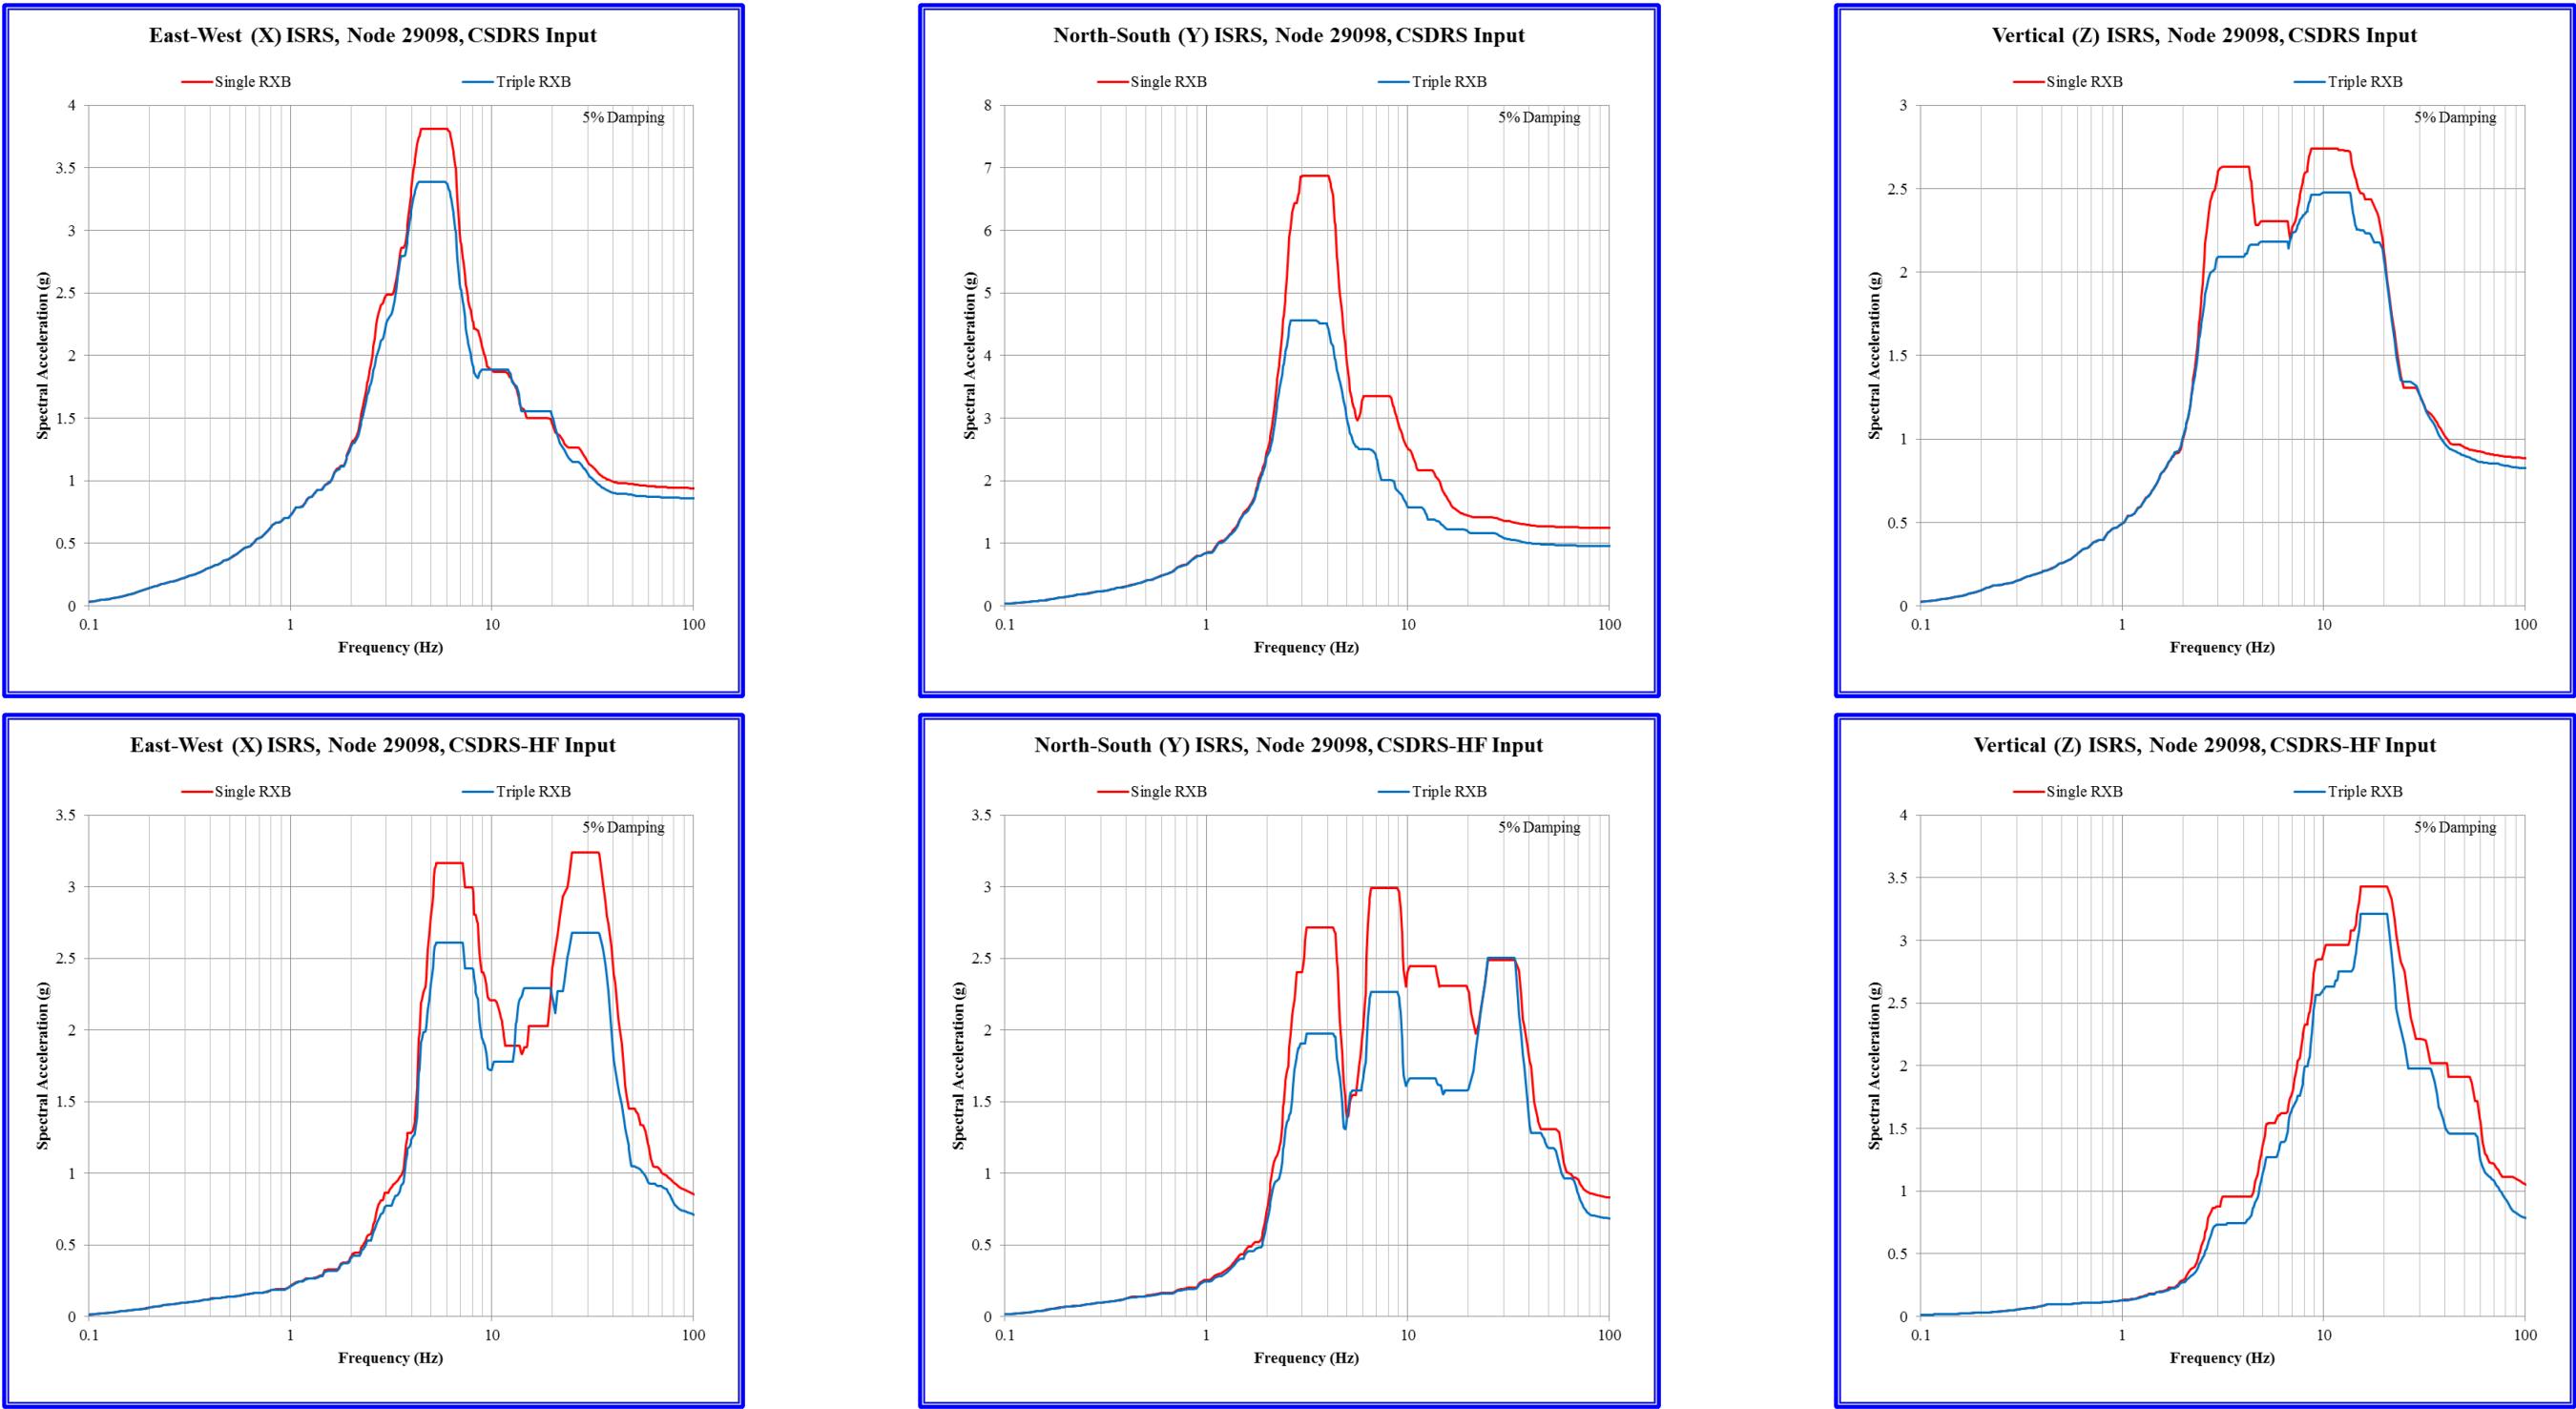 East-West (X) ISRS, Node 29098, CSDRS Input
Single RXB Triple RXB
5% Damping
4
3.5
3
2.5
2
1.5
1
0.5
0
Spectral Acceleration (g)
0.1 1 10 100
Frequency (Hz)
North-South (Y) ISRS, Node 29098, CSDRS Input
Single RXB Triple RXB
5% Damping
8
7
6
5
4
3
2
1
0
Spectral Acceleration (g)
0.1 1 10 100
Frequency (Hz)
Vertical (Z) ISRS, Node 29098, CSDRS Input
Single RXB Triple RXB
5% Damping
3
2.5
2
1.5
1
0.5
0
Spectral Acceleration (g)
0.1 1 10 100
Frequency (Hz)
East-West (X) ISRS, Node 29098, CSDRS-HF Input
Single RXB Triple RXB
5% Damping
3.5
3
2.5
2
1.5
1
0.5
0
Spectral Acceleration (g)
0.1 1 10 100
Frequency (Hz)
North-South (Y) ISRS, Node 29098, CSDRS-HF Input
Single RXB Triple RXB
5% Damping
3.5
3
2.5
2
1.5
1
0.5
0
Spectral Acceleration (g)
0.1 1 10 100
Frequency (Hz)
Vertical (Z) ISRS, Node 29098, CSDRS-HF Input
Single RXB Triple RXB
5% Damping
4
3.5
3
2.5
2
1.5
1
0.5
0
Spectral Acceleration (g)
0.1 1 10 100
Frequency (Hz)